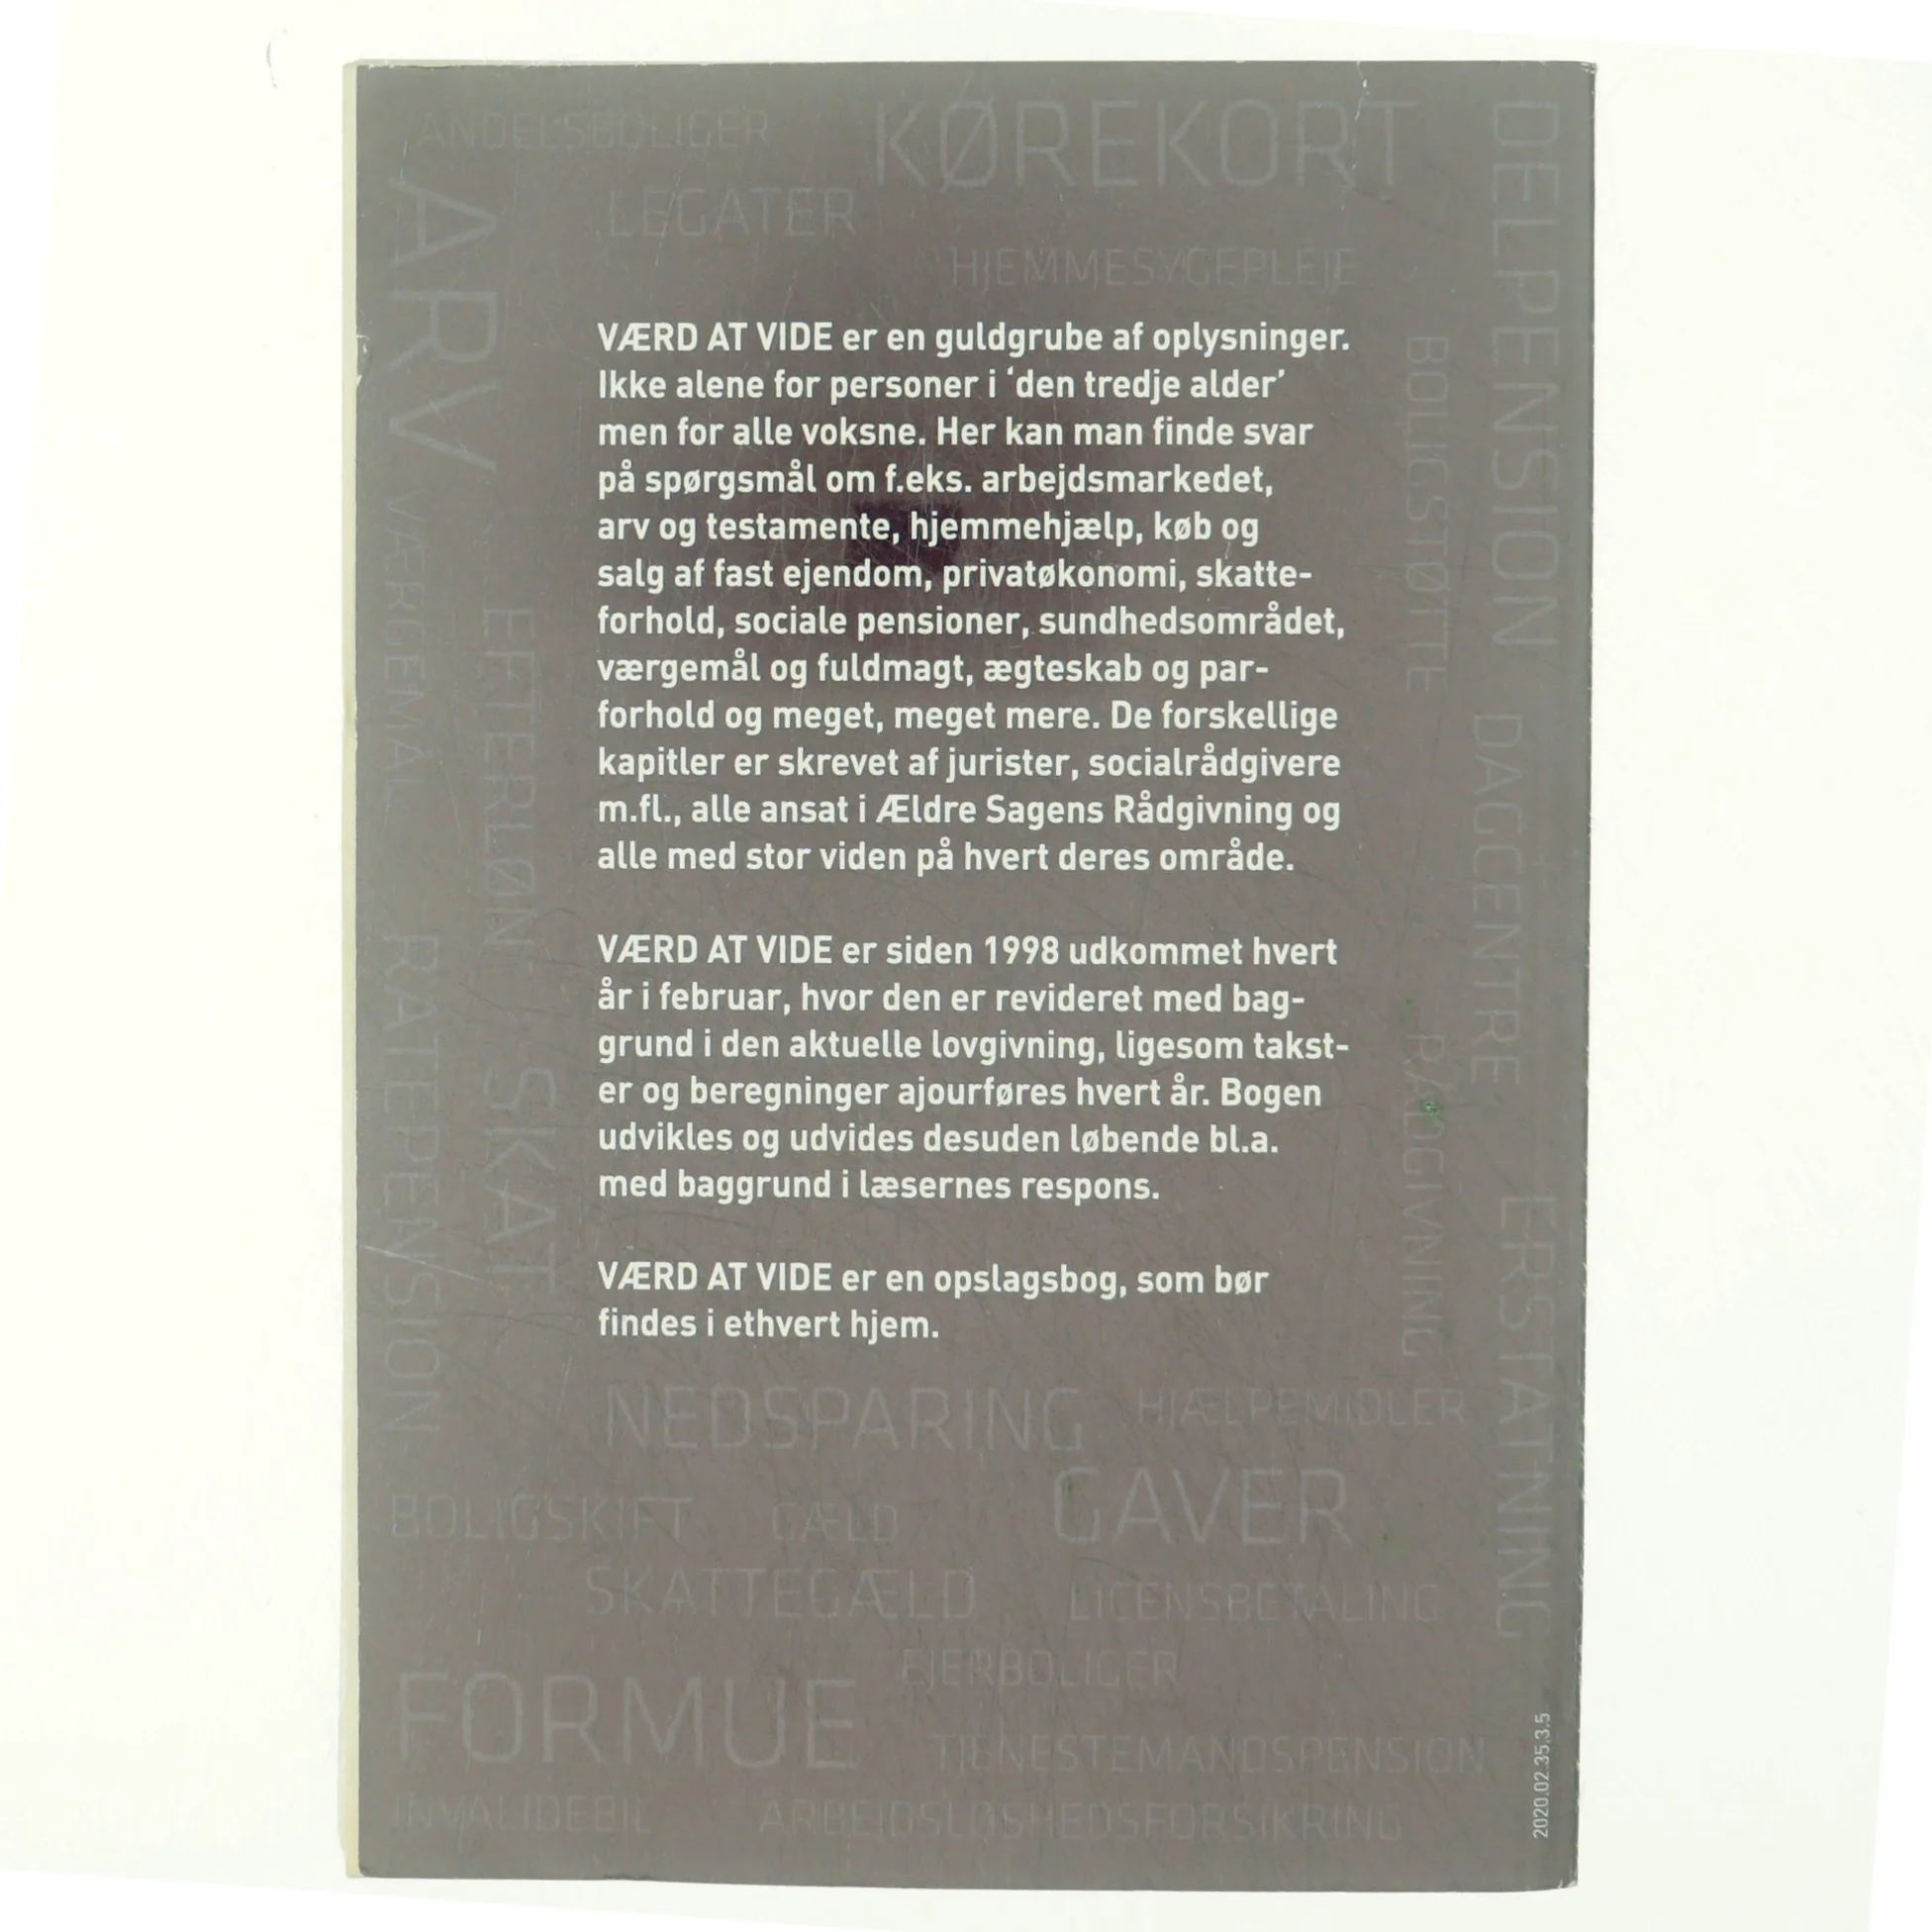 ANDELSBOLIGER
KØREKORT
LEGATER
HJEMMESYGEPLEJE
ARV
VÆRGEMÅL
EFTERLØN
RATEPENSION
SKAT
DELPENSION
BOLIGSTØTTE
DAGCENTRE
RÅDGIVNING
ERSTATNING
VÆRD AT VIDE er en guldgrube af oplysninger.
Ikke alene for personer i ‘den tredje alder’
men for alle voksne. Her kan man finde svar
på spørgsmål om f.eks. arbejdsmarkedet,
arv og testamente, hjemmehjælp, køb og
salg af fast ejendom, privatøkonomi, skatte-
forhold, sociale pensioner, sundhedsområdet,
værgemål og fuldmagt, ægteskab og par-
forhold og meget, meget mere. De forskellige
kapitler er skrevet af jurister, socialrådgivere
m.fl., alle ansat i Ældre Sagens Rådgivning og
alle med stor viden på hvert deres område.
VÆRD AT VIDE er siden 1998 udkommet hvert
år i februar, hvor den er revideret med bag-
grund i den aktuelle lovgivning, ligesom takst-
er og beregninger ajourføres hvert år. Bogen
udvikles og udvides desuden løbende bl.a.
med baggrund i læsernes respons.
VÆRD AT VIDE er en opslagsbog, som bør
findes i ethvert hjem.
NEDSPARING
HJÆLPEMIDLER
GAVER
BOLIGSKIFT
GÆLD
SKATTEGÆLD
LICENSBETALING
EJERBOLIGER
FORMUE
TJENESTEMANDSPENSION
INVALIDEBIL
ARBEJDSLØSHEDSFORSIKRING
2020.02.35.3.5